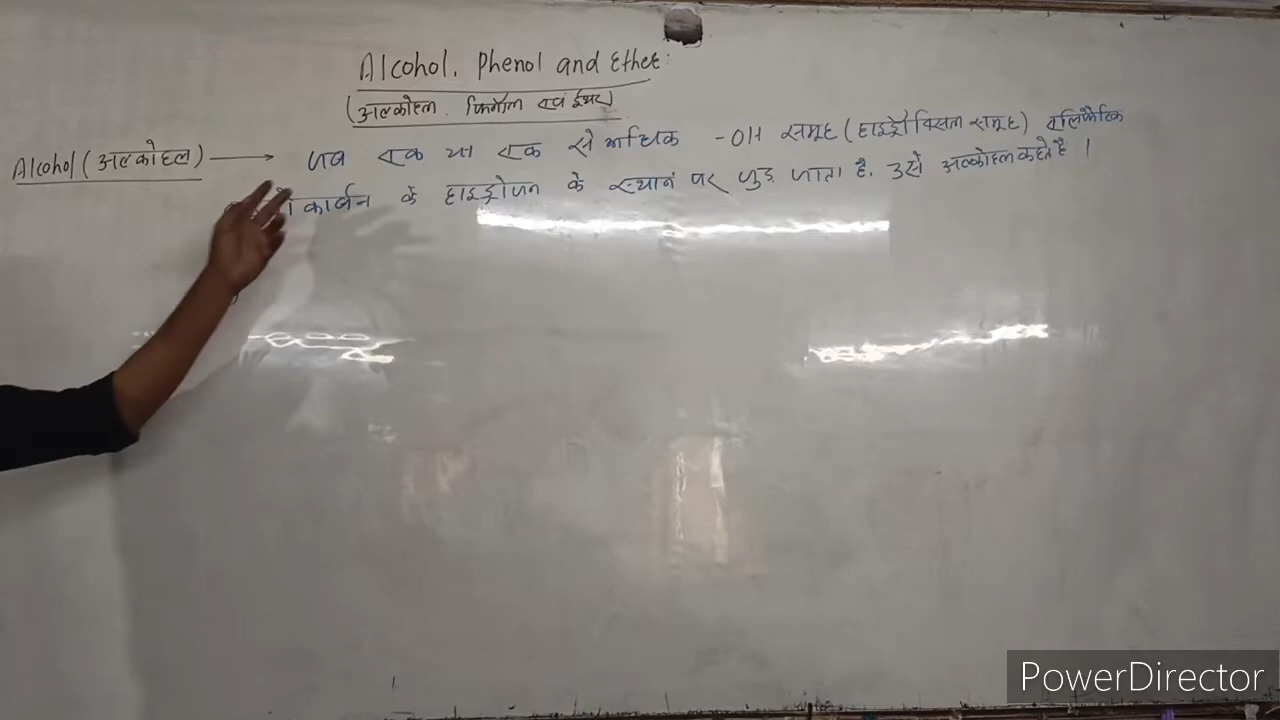 Alcohol, Phenol and Ether:
(अल्कोहल, फिनॉल एवं ईथर)
Alcohol (अल्कोहल) → जब एक या एक से अधिक -OH समूह (हाइड्रॉक्सिल समूह) एलिफैटिक
कार्बन के हाइड्रोजन के स्थान पर जुड़ जाता है, उसे अल्कोहल कहते है ।
PowerDirector